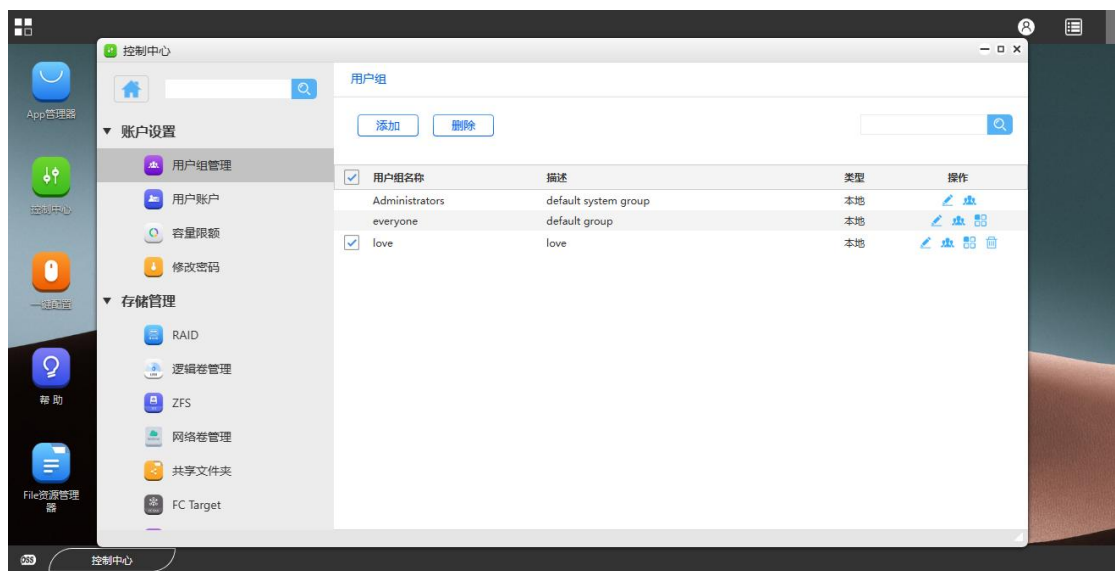 控制中心
App管理器
控制中心
一键配置
帮 助
File资源管理
器
账户设置
用户组管理
用户账户
容量限额
修改密码
存储管理
RAID
逻辑卷管理
ZFS
网络卷管理
共享文件夹
FC Target
用户组
添加 删除
用户组名称 描述 类型 操作
Administrators default system group 本地
everyone default group 本地
love love 本地
控制中心